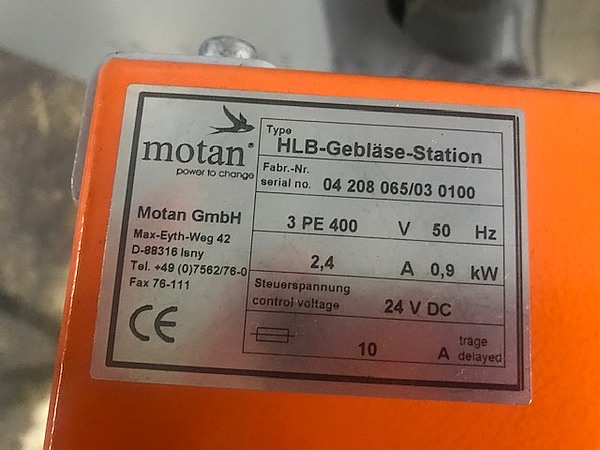 motan®
power to change
Motan GmbH
Max-Eyth-Weg 42
D-88316 Isny
Tel. +49 (0)7562/76-0
Fax 76-111
CE
Type
HLB-Gebläse-Station
Fabr.-Nr.
serial no. 04 208 065/03 0100
3 PE 400 V 50 Hz
2,4 A 0,9 kW
Steuerspannung
control voltage 24 V DC
10 A träge
delayed